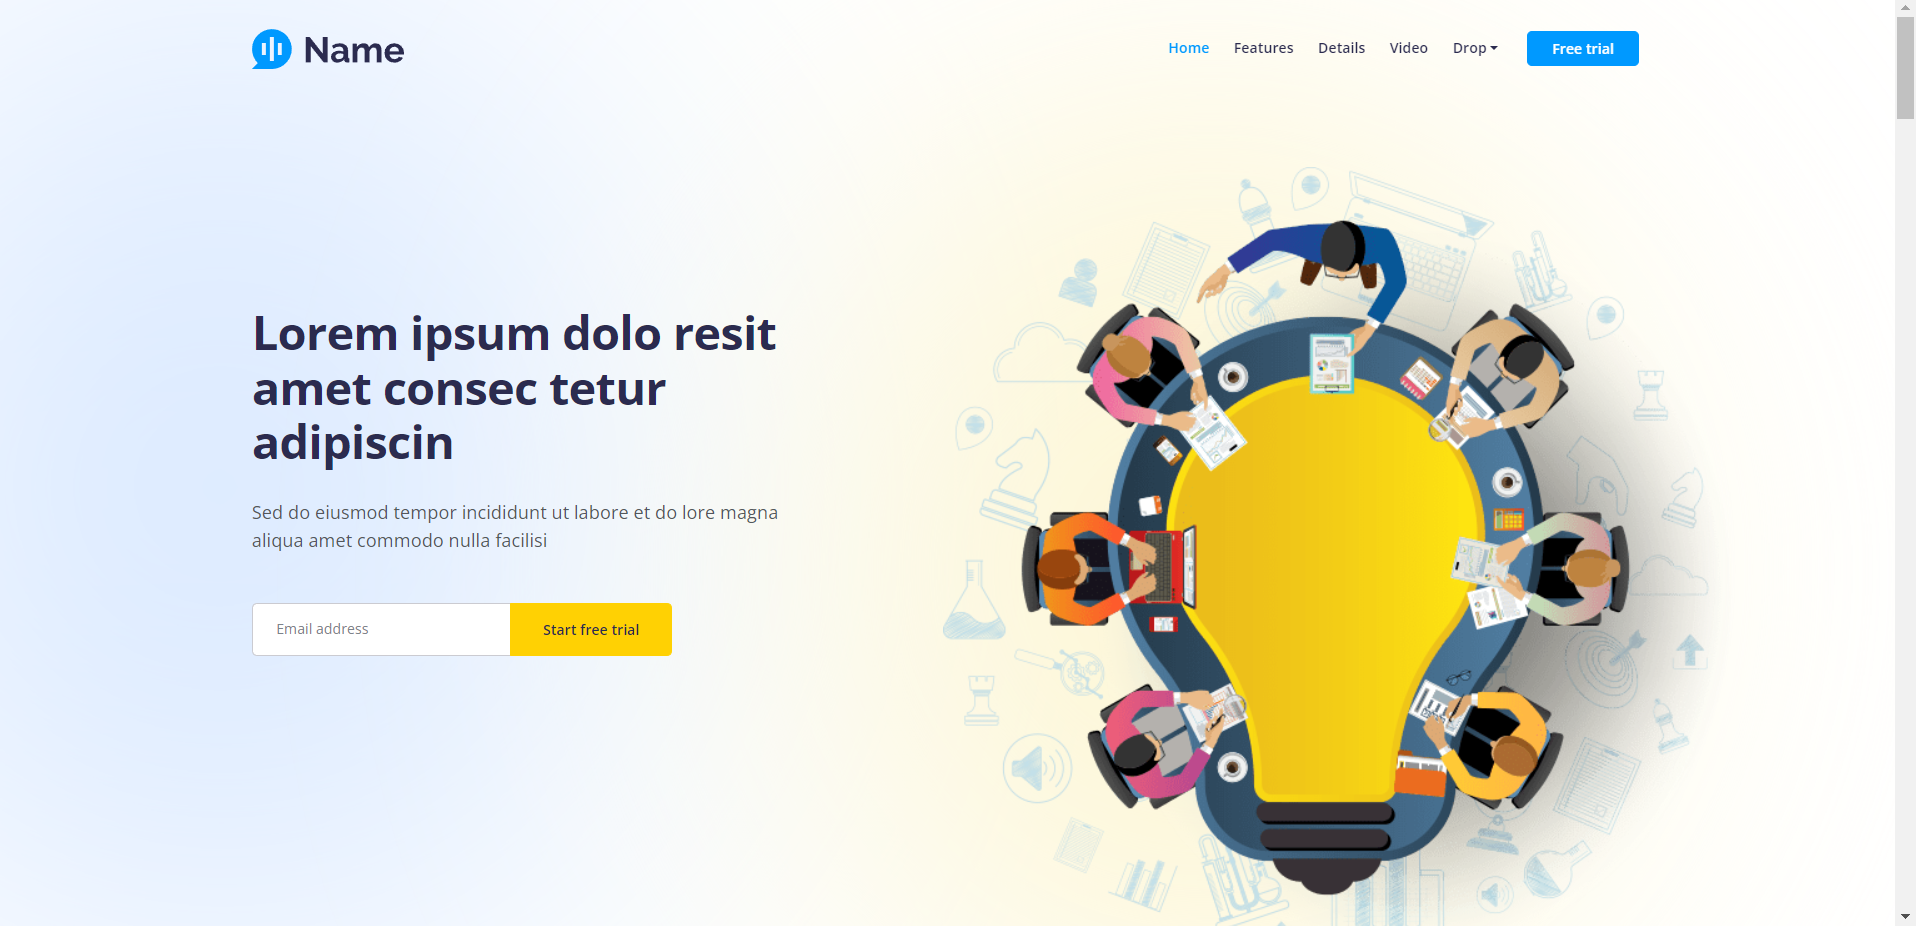 Name
Home Features Details Video Drop Free trial
Lorem ipsum dolo resit
amet consec tetur
adipiscin
Sed do eiusmod tempor incididunt ut labore et do lore magna
aliqua amet commodo nulla facilisi
Email address Start free trial